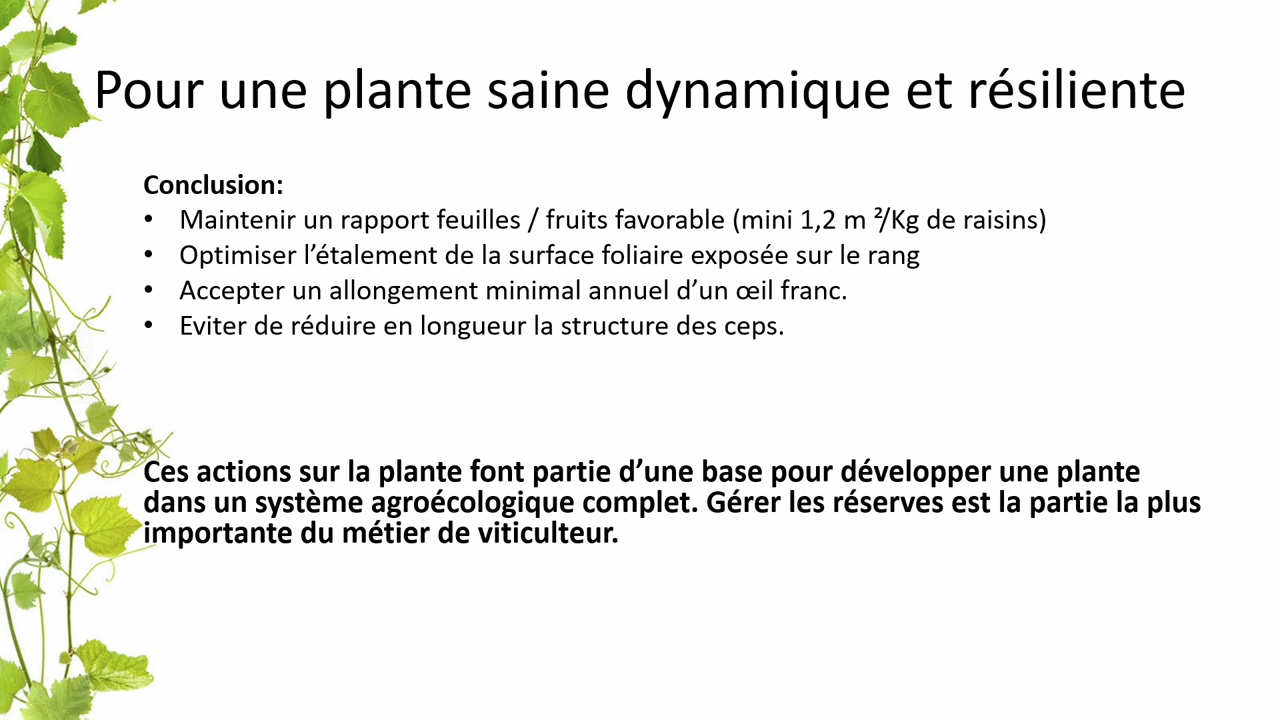 Pour une plante saine dynamique et résiliente
Conclusion:
• Maintenir un rapport feuilles / fruits favorable (mini 1,2 m ²/Kg de raisins)
• Optimiser l’étalement de la surface foliaire exposée sur le rang
• Accepter un allongement minimal annuel d’un œil franc.
• Eviter de réduire en longueur la structure des ceps.
Ces actions sur la plante font partie d’une base pour développer une plante
dans un système agroécologique complet. Gérer les réserves est la partie la plus
importante du métier de viticulteur.